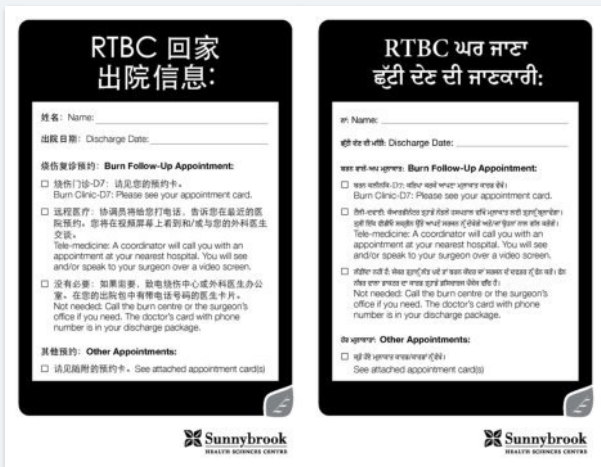 RTBC 回家
出院信息:
姓名: Name:
出院日期: Discharge Date:
烧伤复诊预约: Burn Follow-Up Appointment:
烧伤门诊-D7: 请见您的预约卡。
Burn Clinic-D7: Please see your appointment card.
远程医疗: 协调员将给您打电话, 告诉您在最近的医
院预约。您将在视频屏幕上看到和/或与您的外科医生
交谈。
Tele-medicine: A coordinator will call you with an
appointment at your nearest hospital. You will see
and/or speak to your surgeon over a video screen.
没有必要: 如果需要, 致电烧伤中心或外科医生办公
室。在您的出院包中有带电话号码的医生卡片。
Not needed: Call the burn centre or the surgeon's
office if you need. The doctor's card with phone
number is in your discharge package.
其他预约: Other Appointments:
请见随附的预约卡。See attached appointment card(s)
Sunnybrook
HEALTH SCIENCES CENTRE
RTBC ਘਰ ਜਾਣਾ
ਛੁੱਟੀ ਦੇਣ ਦੀ ਜਾਣਕਾਰੀ:
ਨਾਂ: Name:
ਛੁੱਟੀ ਦੇਣ ਦੀ ਮਿਤੀ: Discharge Date:
ਬਰਨ ਫਾਲੋ-ਅਪ ਮੁਲਾਕਾਤ: Burn Follow-Up Appointment:
ਬਰਨ ਕਲੀਨਿਕ-D7: ਕਿਰਪਾ ਕਰਕੇ ਆਪਣਾ ਮੁਲਾਕਾਤ ਕਾਰਡ ਦੇਖੋ।
Burn Clinic-D7: Please see your appointment card.
Tele-medicine: A coordinator will call you with an
appointment at your nearest hospital. You will see
and/or speak to your surgeon over a video screen.
Not needed: Call the burn centre or the surgeon's
office if you need. The doctor's card with phone
number is in your discharge package.
ਹੋਰ ਮੁਲਾਕਾਤਾਂ: Other Appointments:
See attached appointment card(s)
Sunnybrook
HEALTH SCIENCES CENTRE